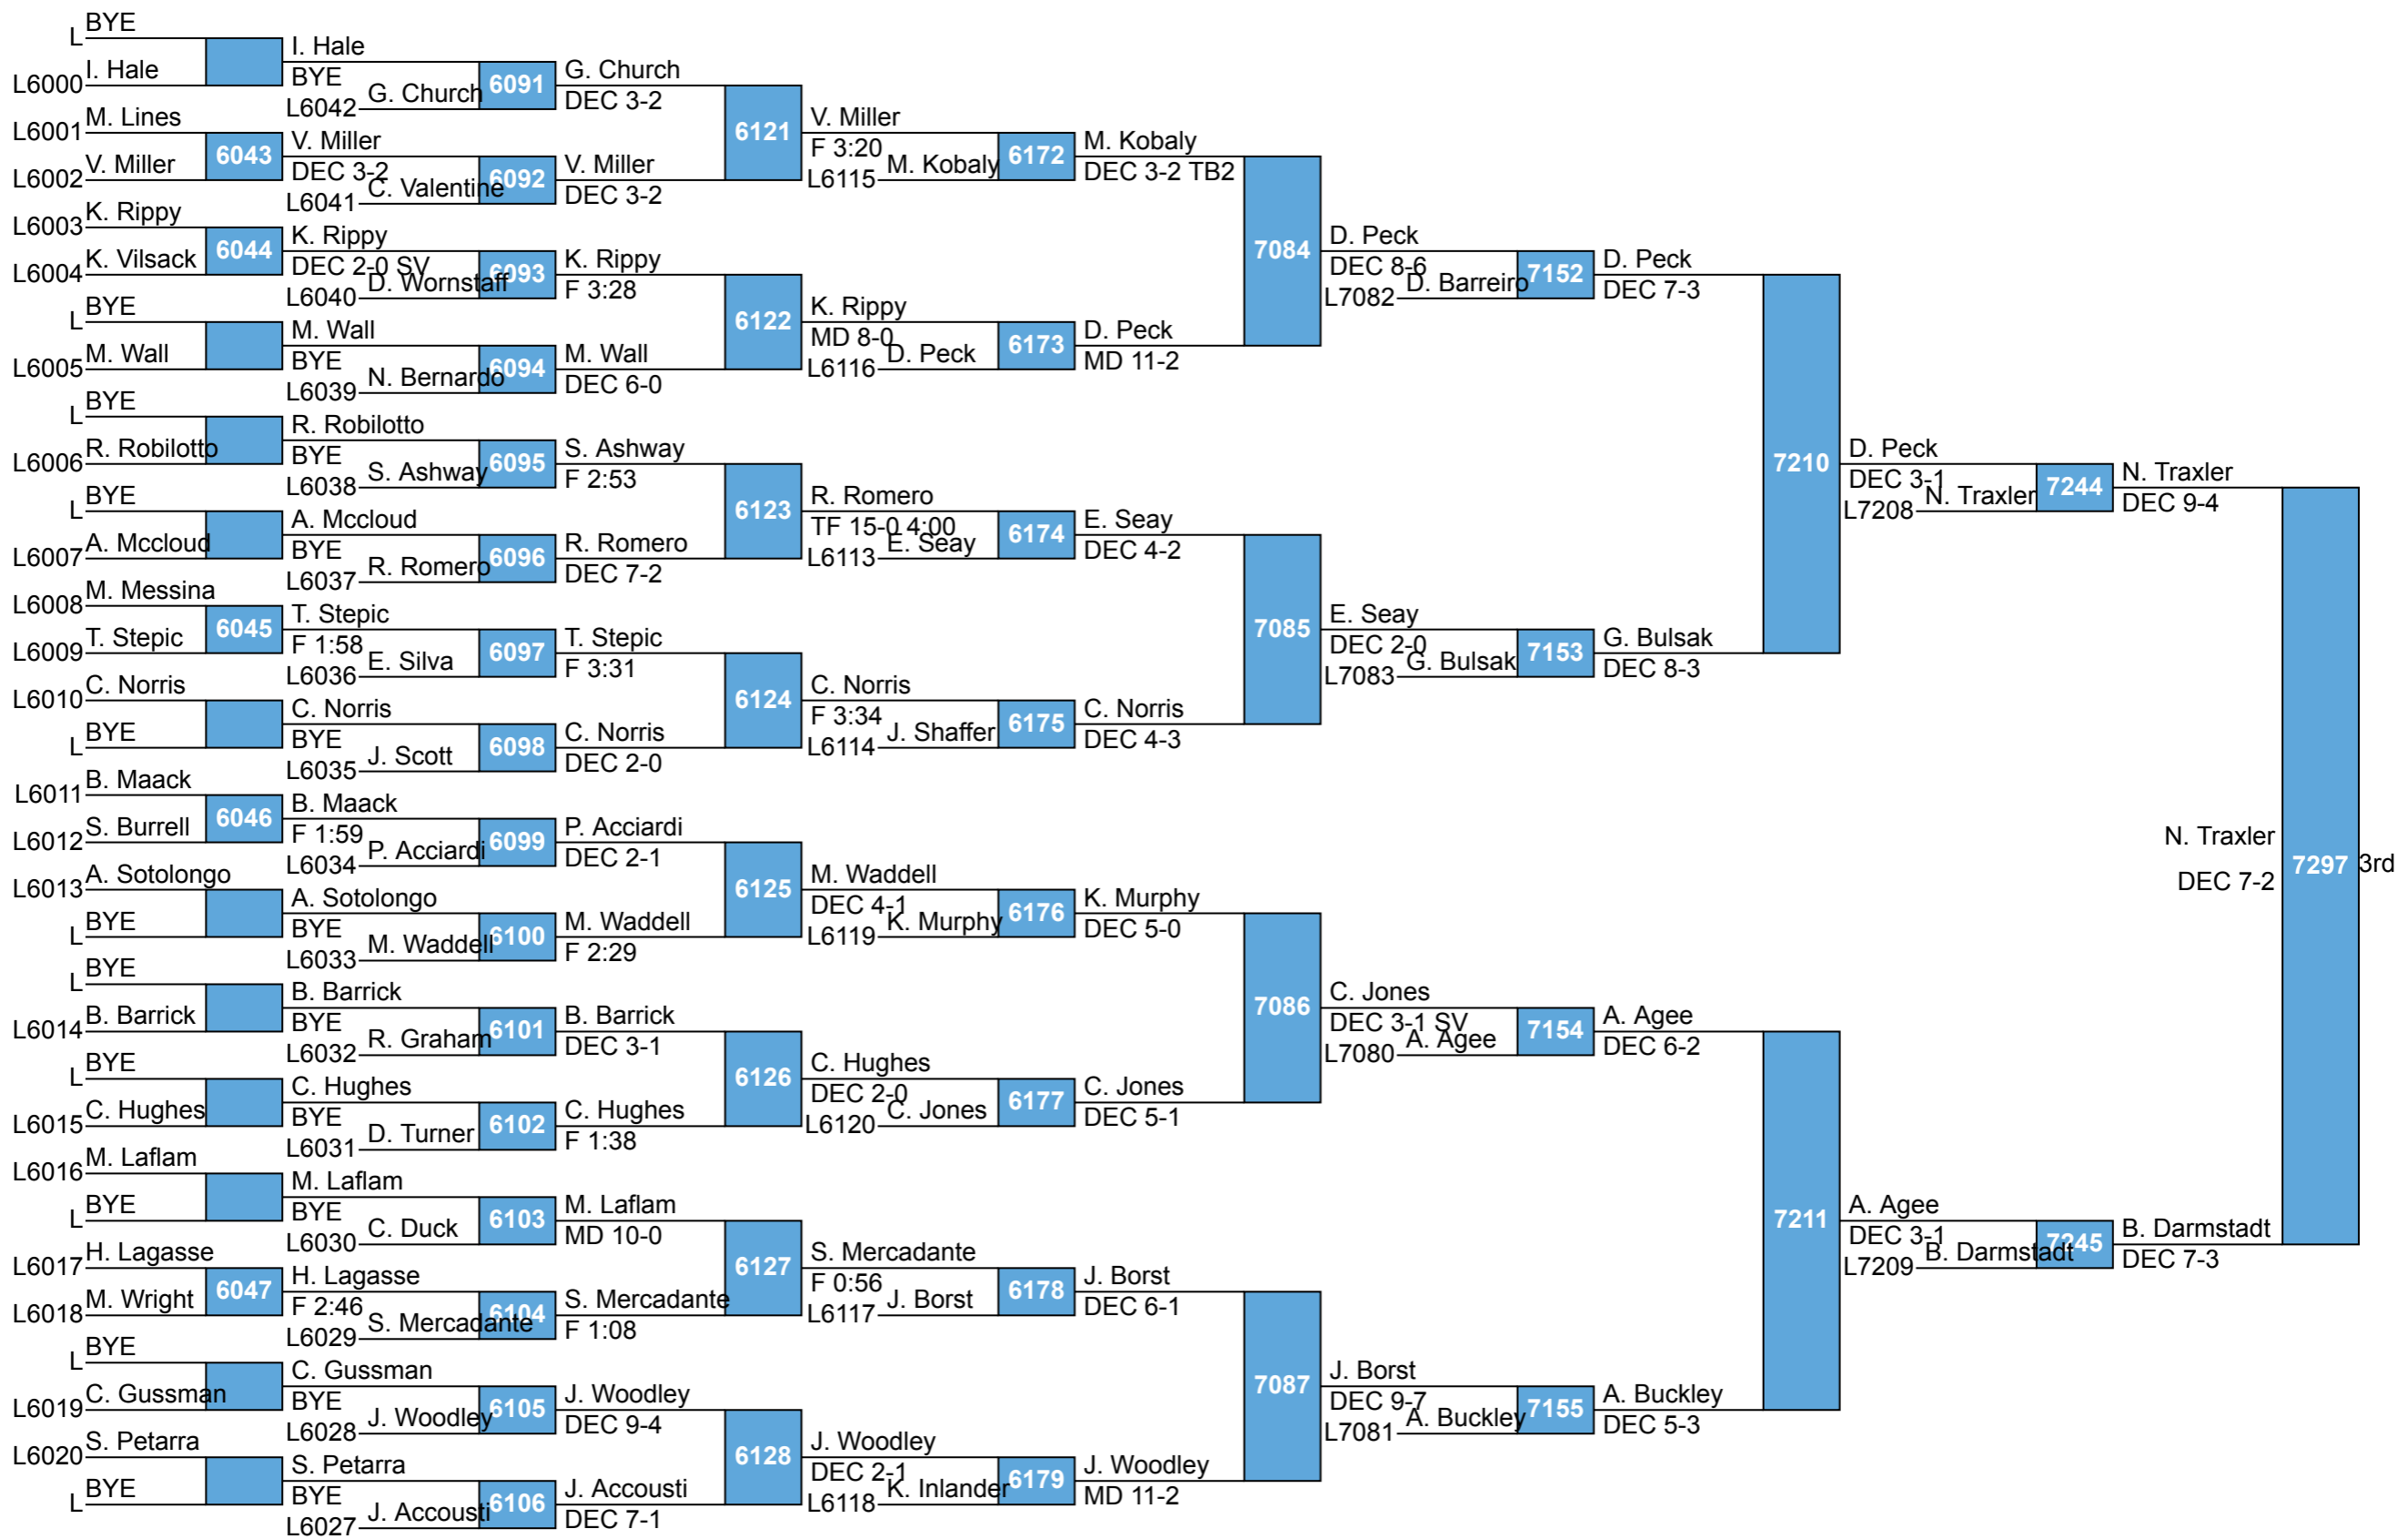 BYE
L
I. Hale
L6000
M. Lines
L6001
V. Miller
L6002
6043
K. Rippy
L6003
K. Vilsack
L6004
6044
BYE
L
M. Wall
L6005
BYE
L
R. Robilotto
L6006
BYE
L
A. Mccloud
L6007
M. Messina
L6008
T. Stepic
L6009
6045
C. Norris
L6010
BYE
L
B. Maack
L6011
S. Burrell
L6012
6046
A. Sotolongo
L6013
BYE
L
BYE
L
B. Barrick
L6014
BYE
L
C. Hughes
L6015
M. Laflam
L6016
BYE
L
H. Lagasse
L6017
M. Wright
L6018
6047
BYE
L
C. Gussman
L6019
S. Petarra
L6020
BYE
L
I. Hale
BYE
G. Church
L6042
6091
V. Miller
DEC 3-2
C. Valentine
L6041
6092
K. Rippy
DEC 2-0 SV
D. Wornstaff
L6040
6093
M. Wall
BYE
N. Bernardo
L6039
6094
R. Robilotto
BYE
S. Ashway
L6038
6095
A. Mccloud
BYE
R. Romero
L6037
6096
T. Stepic
F 1:58
E. Silva
L6036
6097
C. Norris
BYE
J. Scott
L6035
6098
B. Maack
F 1:59
P. Acciardi
L6034
6099
A. Sotolongo
BYE
M. Waddell
L6033
6100
B. Barrick
BYE
R. Graham
L6032
6101
C. Hughes
BYE
D. Turner
L6031
6102
M. Laflam
BYE
C. Duck
L6030
6103
H. Lagasse
F 2:46
S. Mercadante
L6029
6104
C. Gussman
BYE
J. Woodley
L6028
6105
S. Petarra
BYE
J. Accousti
L6027
6106
G. Church
DEC 3-2
6121
V. Miller
DEC 3-2
K. Rippy
F 3:28
6122
M. Wall
DEC 6-0
S. Ashway
F 2:53
6123
R. Romero
DEC 7-2
T. Stepic
F 3:31
6124
C. Norris
DEC 2-0
P. Acciardi
DEC 2-1
6125
M. Waddell
F 2:29
B. Barrick
DEC 3-1
6126
C. Hughes
F 1:38
M. Laflam
MD 10-0
6127
S. Mercadante
F 1:08
J. Woodley
DEC 9-4
6128
J. Accousti
DEC 7-1
V. Miller
F 3:20
M. Kobaly
L6115
6172
K. Rippy
MD 8-0
D. Peck
L6116
6173
R. Romero
TF 15-0 4:00
E. Seay
L6113
6174
C. Norris
F 3:34
J. Shaffer
L6114
6175
M. Waddell
DEC 4-1
K. Murphy
L6119
6176
C. Hughes
DEC 2-0
C. Jones
L6120
6177
S. Mercadante
F 0:56
J. Borst
L6117
6178
J. Woodley
DEC 2-1
K. Inlander
L6118
6179
M. Kobaly
DEC 3-2 TB2
7084
D. Peck
MD 11-2
E. Seay
DEC 4-2
7085
C. Norris
DEC 4-3
K. Murphy
DEC 5-0
7086
C. Jones
DEC 5-1
J. Borst
DEC 6-1
7087
J. Woodley
MD 11-2
D. Peck
DEC 8-6
D. Barreiro
L7082
7152
E. Seay
DEC 2-0
G. Bulsak
L7083
7153
C. Jones
DEC 3-1 SV
A. Agee
L7080
7154
J. Borst
DEC 9-7
A. Buckley
L7081
7155
D. Peck
DEC 7-3
7210
G. Bulsak
DEC 8-3
A. Agee
DEC 6-2
7211
A. Buckley
DEC 5-3
D. Peck
DEC 3-1
N. Traxler
L7208
7244
A. Agee
DEC 3-1
B. Darmstadt
L7209
7245
N. Traxler
DEC 9-4
B. Darmstadt
DEC 7-3
N. Traxler
DEC 7-2
7297
3rd